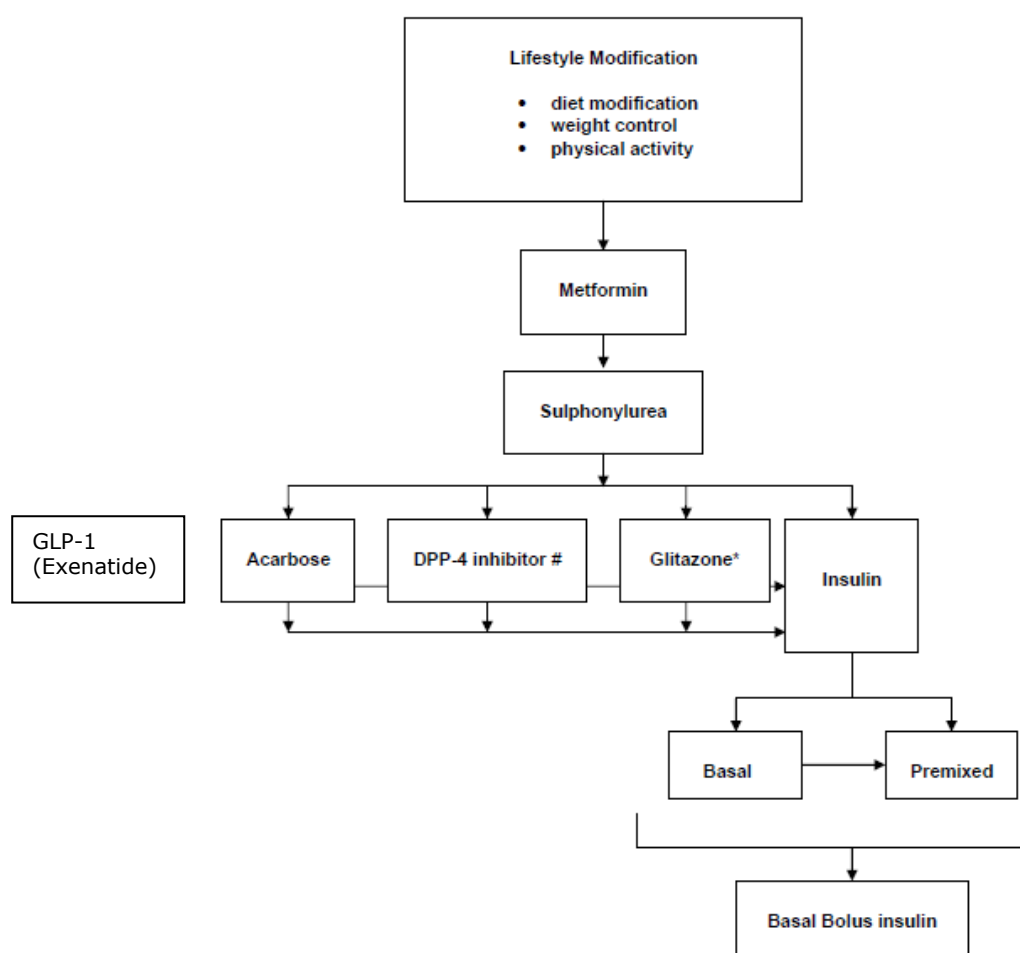 Lifestyle Modification
• diet modification
• weight control
• physical activity
Metformin
Sulphonylurea
GLP-1
(Exenatide)
Acarbose
DPP-4 inhibitor #
Glitazone*
Insulin
Basal
Premixed
Basal Bolus insulin